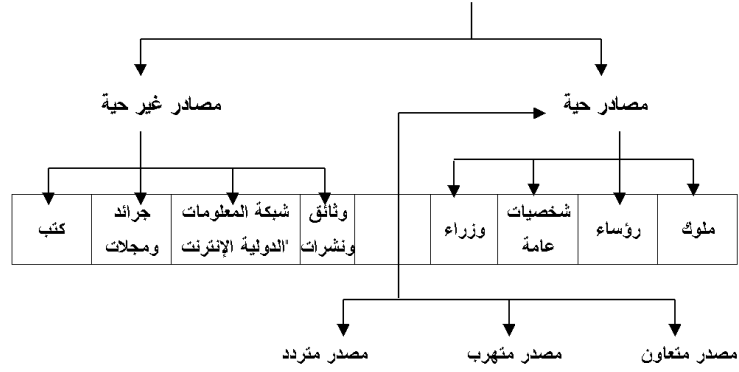 مصادر حية
مصادر غير حية
ملوك
رؤساء
شخصيات
عامة
وزراء
وثائق
ونشرات
شبكة المعلومات
الدولية الإنترنت"
جرائد
ومجلات
كتب
مصدر متعاون
مصدر متهرب
مصدر متردد